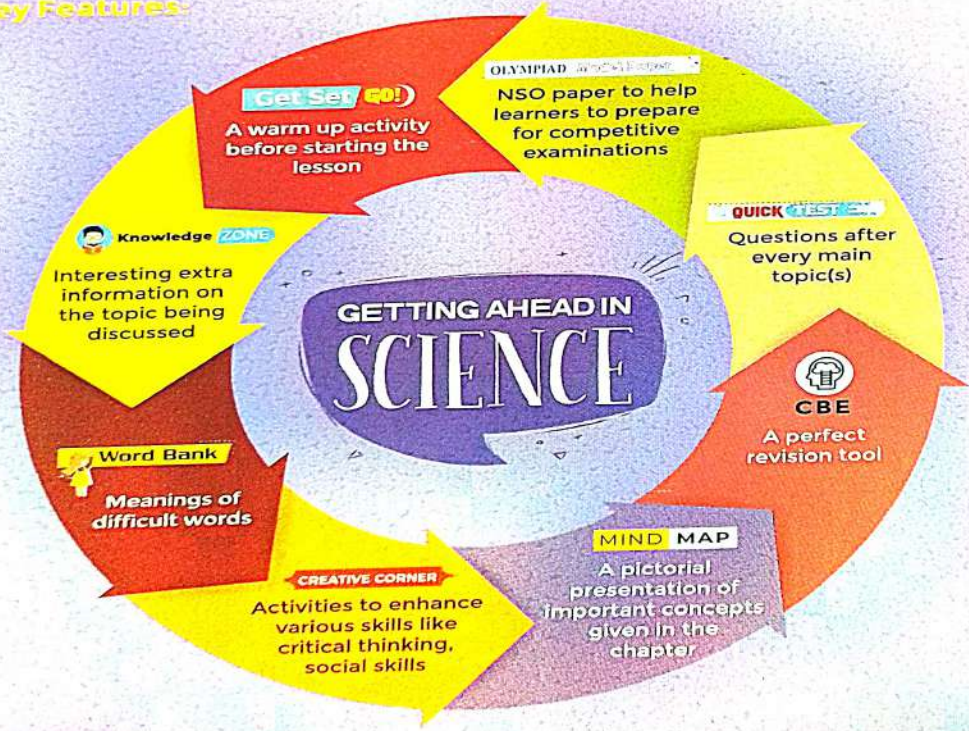 Key Features:
OLYMPIAD
NSO paper to help
learners to prepare
for competitive
examinations
Get Set GO!
A warm up activity
before starting the
lesson
QUICK TEST
Questions after
every main
topic(s)
Knowledge ZONE
Interesting extra
information on
the topic being
discussed
GETTING AHEAD IN
SCIENCE
CBE
A perfect
revision tool
Word Bank
Meanings of
difficult words
MIND MAP
A pictorial
presentation of
important concepts
given in the
chapter
CREATIVE CORNER
Activities to enhance
various skills like
critical thinking,
social skills